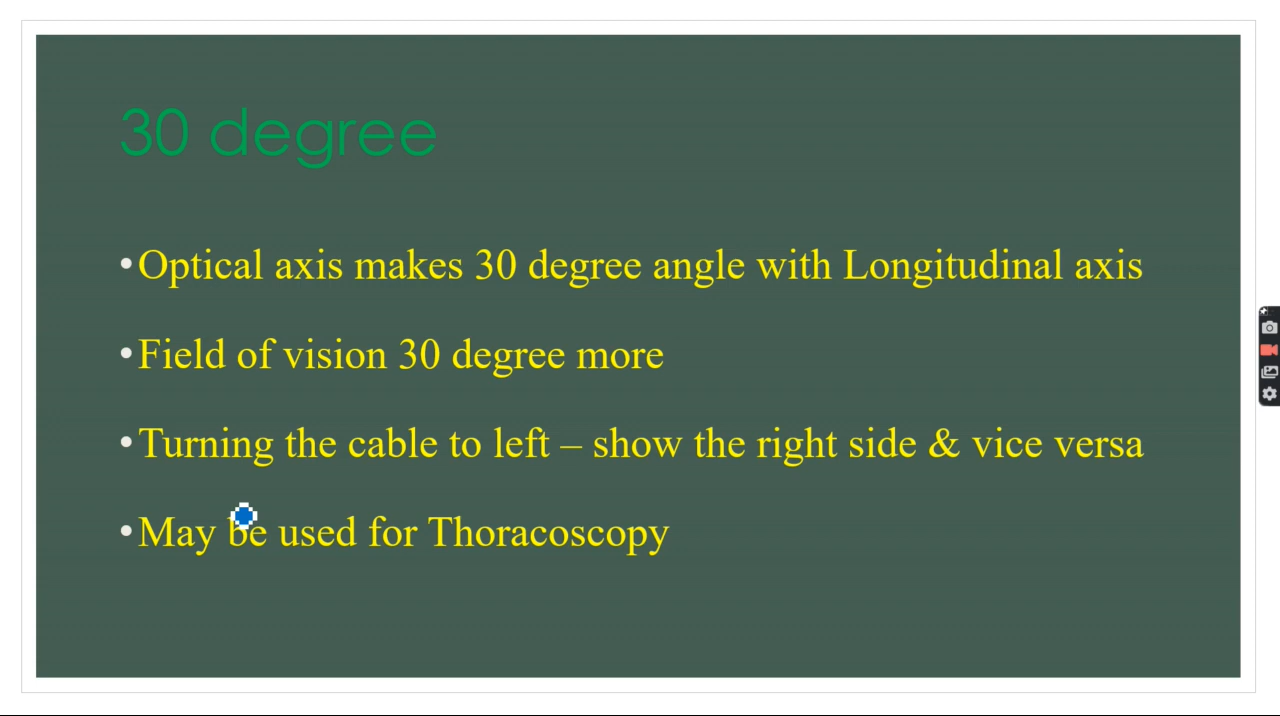 30 degree
•Optical axis makes 30 degree angle with Longitudinal axis
•Field of vision 30 degree more
•Turning the cable to left – show the right side & vice versa
•May be used for Thoracoscopy